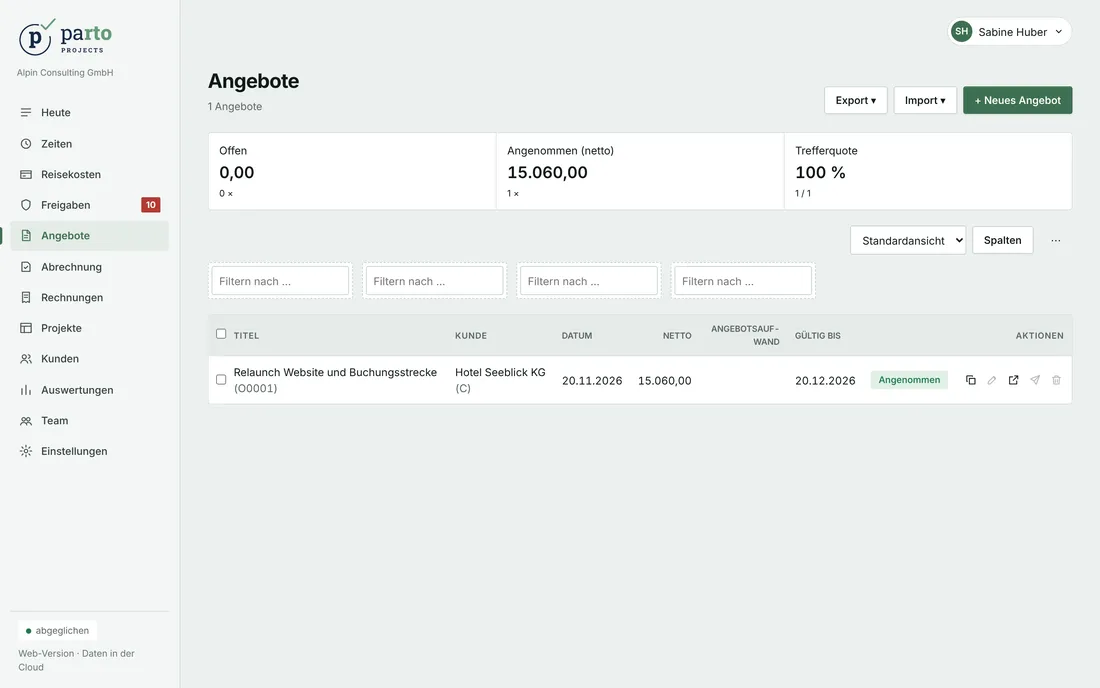 p parto
PROJECTS
Alpin Consulting GmbH
Heute
Zeiten
Reisekosten
Freigaben 10
Angebote
Abrechnung
Rechnungen
Projekte
Kunden
Auswertungen
Team
Einstellungen
abgeglichen
Web-Version · Daten in der
Cloud
SH Sabine Huber
Angebote
1 Angebote
Export ▾ Import ▾ + Neues Angebot
Offen
0,00
0 ×
Angenommen (netto)
15.060,00
1 ×
Trefferquote
100 %
1 / 1
Standardansicht Spalten ...
Filtern nach ... Filtern nach ... Filtern nach ... Filtern nach ...
TITEL KUNDE DATUM NETTO ANGEBOTSAUF-
WAND GÜLTIG BIS AKTIONEN
Relaunch Website und Buchungsstrecke
(O0001)
Hotel Seeblick KG
(C)
20.11.2026 15.060,00 20.12.2026 Angenommen